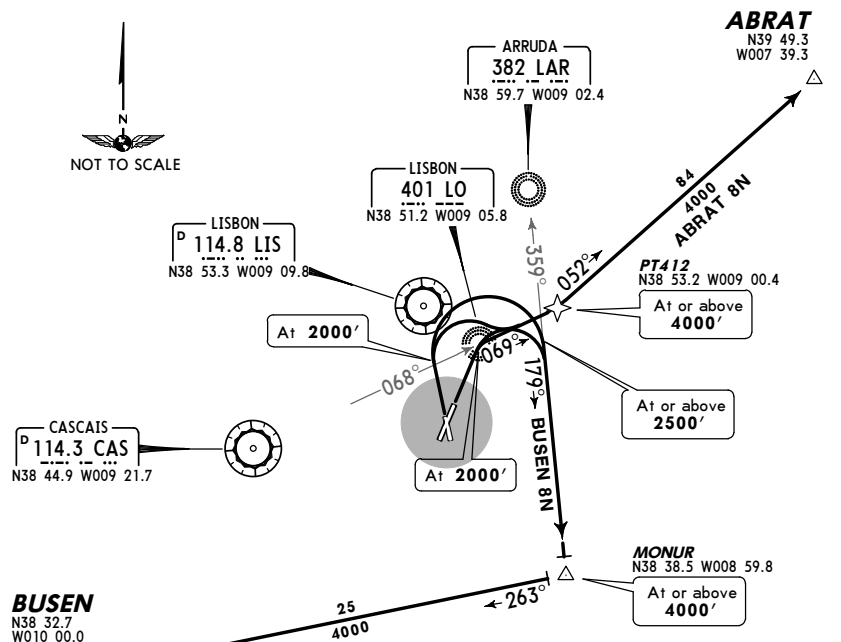 ABRAT
N39 49.3
W007 39.3
ARRUDA
382 LAR
N38 59.7 W009 02.4
N
NOT TO SCALE
LISBON
401 LO
N38 51.2 W009 05.8
LISBON
D 114.8 LIS
N38 53.3 W009 09.8
84
4000
ABRAT 8N
359°
052°
PT412
N38 53.2 W009 00.4
At or above
4000'
At 2000'
069°
068°
179°
BUSEN 8N
At or above
2500'
CASCAIS
D 114.3 CAS
N38 44.9 W009 21.7
At 2000'
MONUR
N38 38.5 W008 59.8
At or above
4000'
263°
25
4000
BUSEN
N38 32.7
W010 00.0